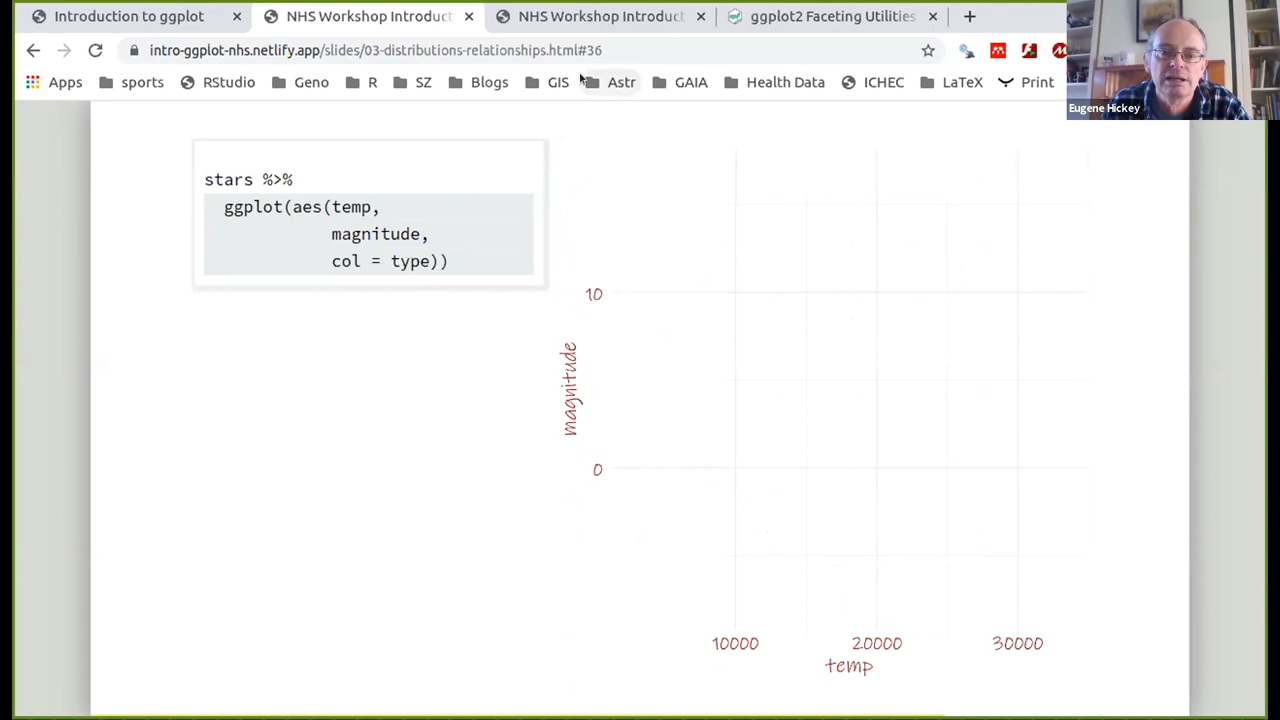 Introduction to ggplot
NHS Workshop Introduct
NHS Workshop Introduct
ggplot2 Faceting Utilities
intro-ggplot-nhs.netlify.app/slides/03-distributions-relationships.html#36
Apps
sports
RStudio
Geno
R
SZ
Blogs
GIS
Astr
GAIA
Health Data
ICHEC
LaTeX
Print
Eugene Hickey
stars %>%
ggplot(aes(temp,
magnitude,
col = type))
10
magnitude
0
10000
20000
30000
temp